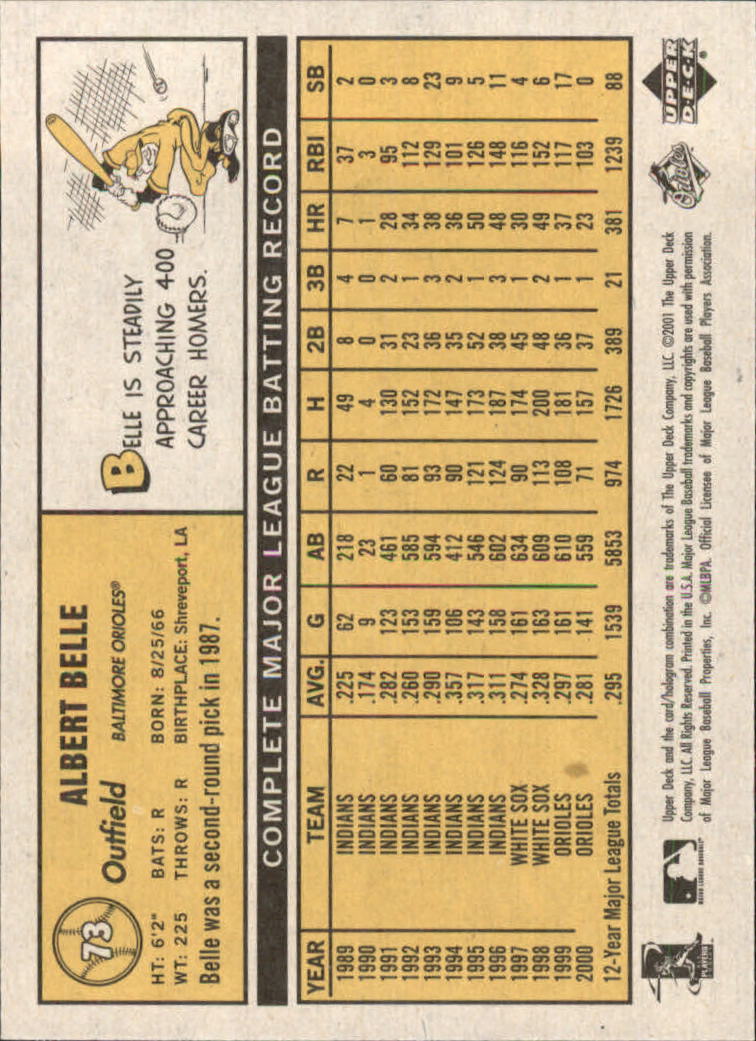 73
ALBERT BELLE
Outfield BALTIMORE ORIOLES®
HT: 6'2" BATS: R BORN: 8/25/66
WT: 225 THROWS: R BIRTHPLACE: Shreveport, LA
Belle was a second-round pick in 1987.
BELLE IS STEADILY
APPROACHING 400
CAREER HOMERS.
COMPLETE MAJOR LEAGUE BATTING RECORD
YEAR TEAM AVG. G AB R H 2B 3B HR RBI SB
1989 INDIANS .225 62 218 22 49 8 4 7 37 2
1990 INDIANS .174 9 23 1 4 0 0 1 3 0
1991 INDIANS .282 123 461 60 130 31 2 28 95 3
1992 INDIANS .260 153 585 81 152 23 1 34 112 8
1993 INDIANS .290 159 594 93 172 36 3 38 129 23
1994 INDIANS .357 106 412 90 147 35 2 36 101 9
1995 INDIANS .317 143 546 121 173 52 1 50 126 5
1996 INDIANS .311 158 602 124 187 38 3 48 148 11
1997 WHITE SOX .274 161 634 90 174 45 1 30 116 4
1998 WHITE SOX .328 163 609 113 200 48 2 49 152 6
1999 ORIOLES .297 161 610 108 181 36 1 37 117 17
2000 ORIOLES .281 141 559 71 157 37 1 23 103 0
12-Year Major League Totals .295 1539 5853 974 1726 389 21 381 1239 88
PLAYERS
MAJOR LEAGUE BASEBALL
Upper Deck and the card/hologram combination are trademarks of The Upper Deck Company, LLC. ©2001 The Upper Deck
Company, LLC. All Rights Reserved. Printed in the U.S.A. Major League Baseball trademarks and copyrights are used with permission
of Major League Baseball Properties, Inc. ©MLBPA. Official Licensee of Major League Baseball Players Association.
Orioles
UPPER
DECK®